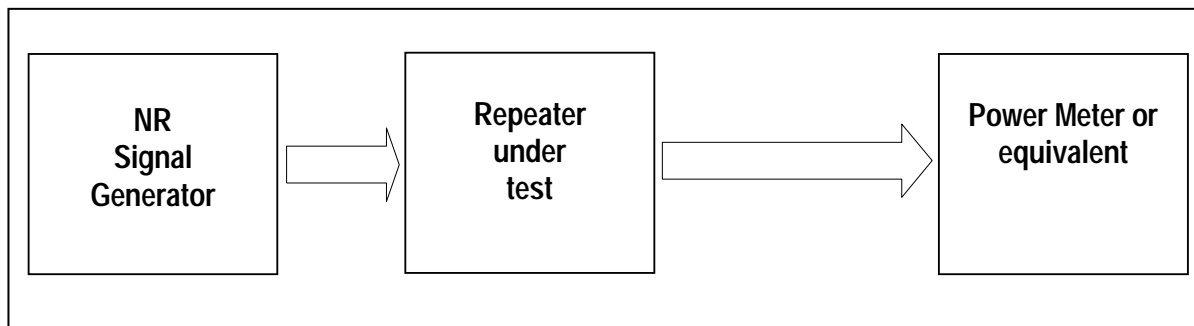 NR
Signal
Generator
Repeater
under
test
Power Meter or
equivalent